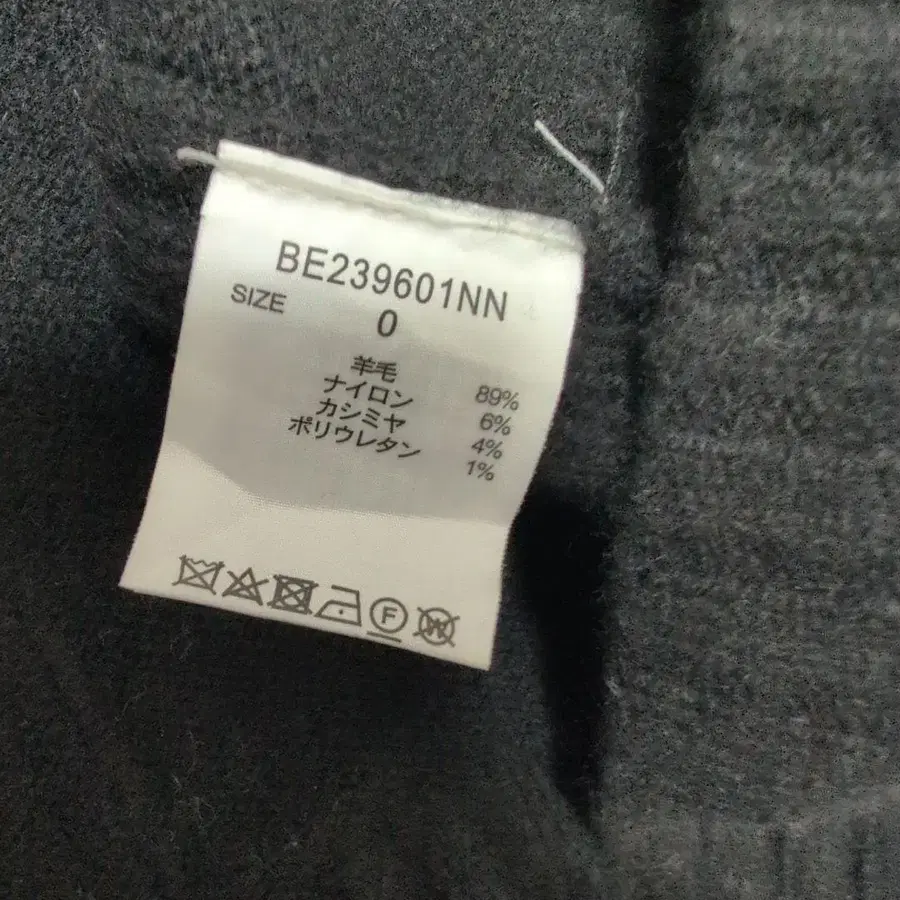 BE239601NN
SIZE
0
羊毛 89%
ナイロン 6%
カシミヤ 4%
ポリウレタン 1%
F
W